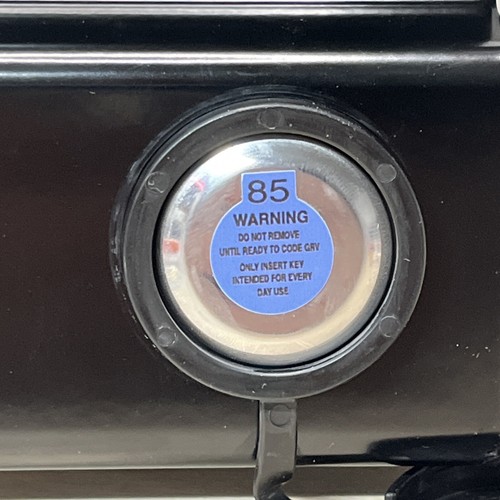 85
WARNING
DO NOT REMOVE
UNTIL READY TO CODE GRV
ONLY INSERT KEY
INTENDED FOR EVERY
DAY USE